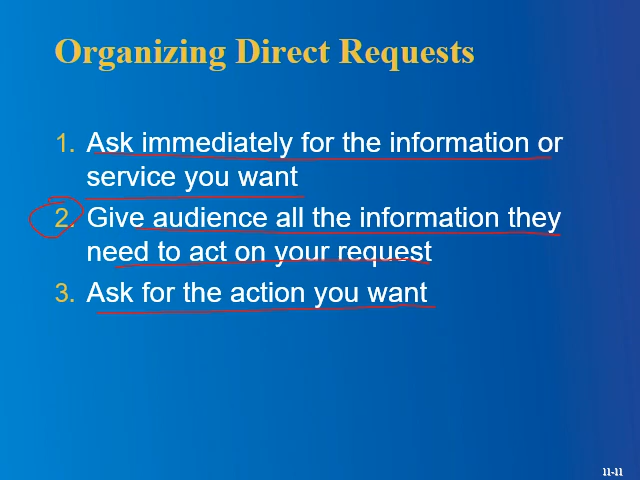 Organizing Direct Requests
1. Ask immediately for the information or
service you want
2. Give audience all the information they
need to act on your request
3. Ask for the action you want
11-11